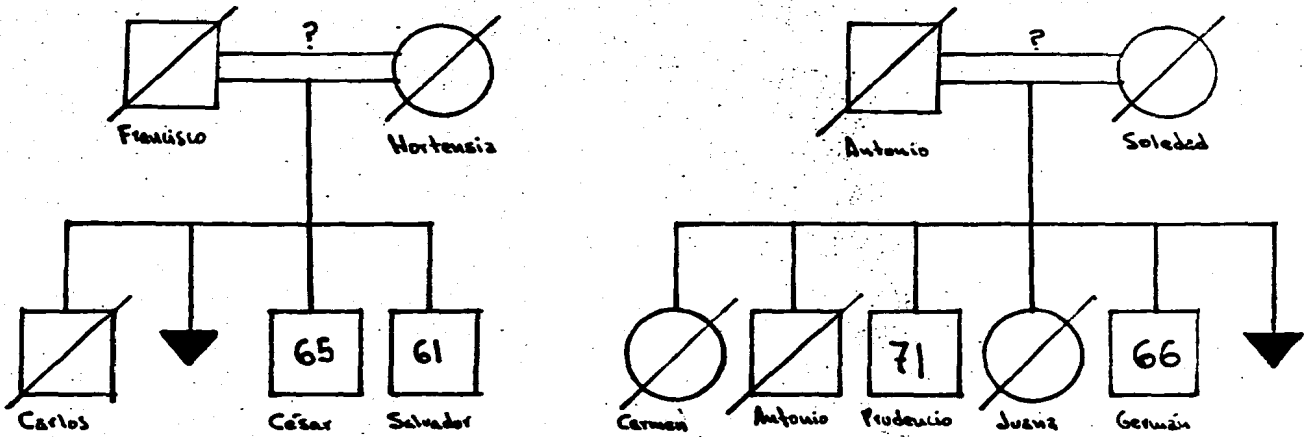 ? ?
Francisco Hortensia Antonio Soledad
65 61 71 66
Carlos César Salvador Carmen Antonio Prudencio Juana Germán